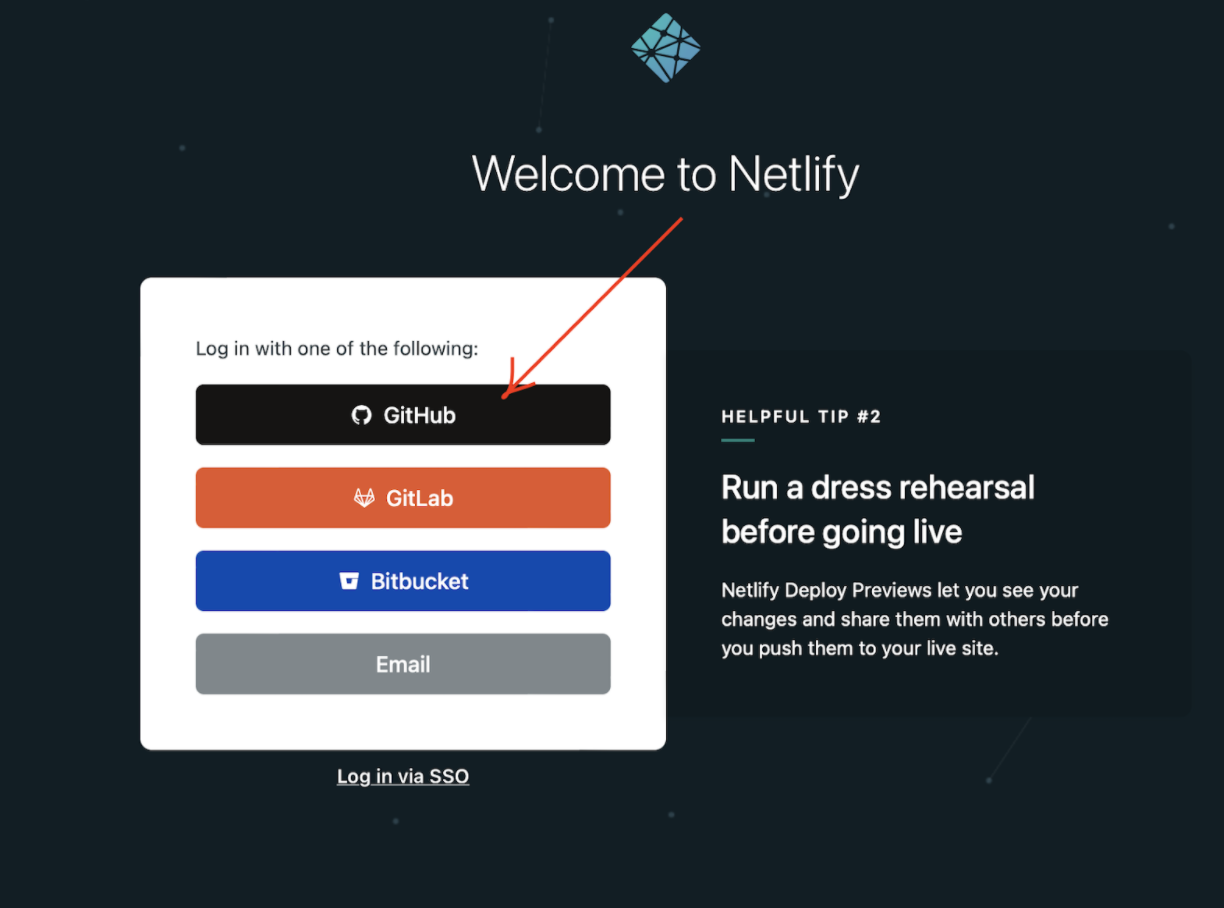 Welcome to Netlify
Log in with one of the following:
GitHub
GitLab
Bitbucket
Email
Log in via SSO
HELPFUL TIP #2
Run a dress rehearsal
before going live
Netlify Deploy Previews let you see your
changes and share them with others before
you push them to your live site.